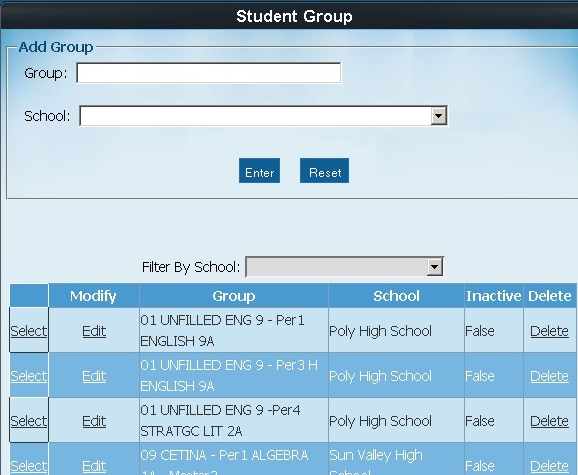 Student Group
Add Group
Group:
School:
Enter Reset
Filter By School:
Modify Group School Inactive Delete
Select Edit 01 UNFILLED ENG 9 - Per1 ENGLISH 9A Poly High School False Delete
Select Edit 01 UNFILLED ENG 9 - Per3 H ENGLISH 9A Poly High School False Delete
Select Edit 01 UNFILLED ENG 9 -Per4 STRATGC LIT 2A Poly High School False Delete
Select Edit 09 CETINA - Per1 ALGEBRA 1A - Master2 Sun Valley High School False Delete